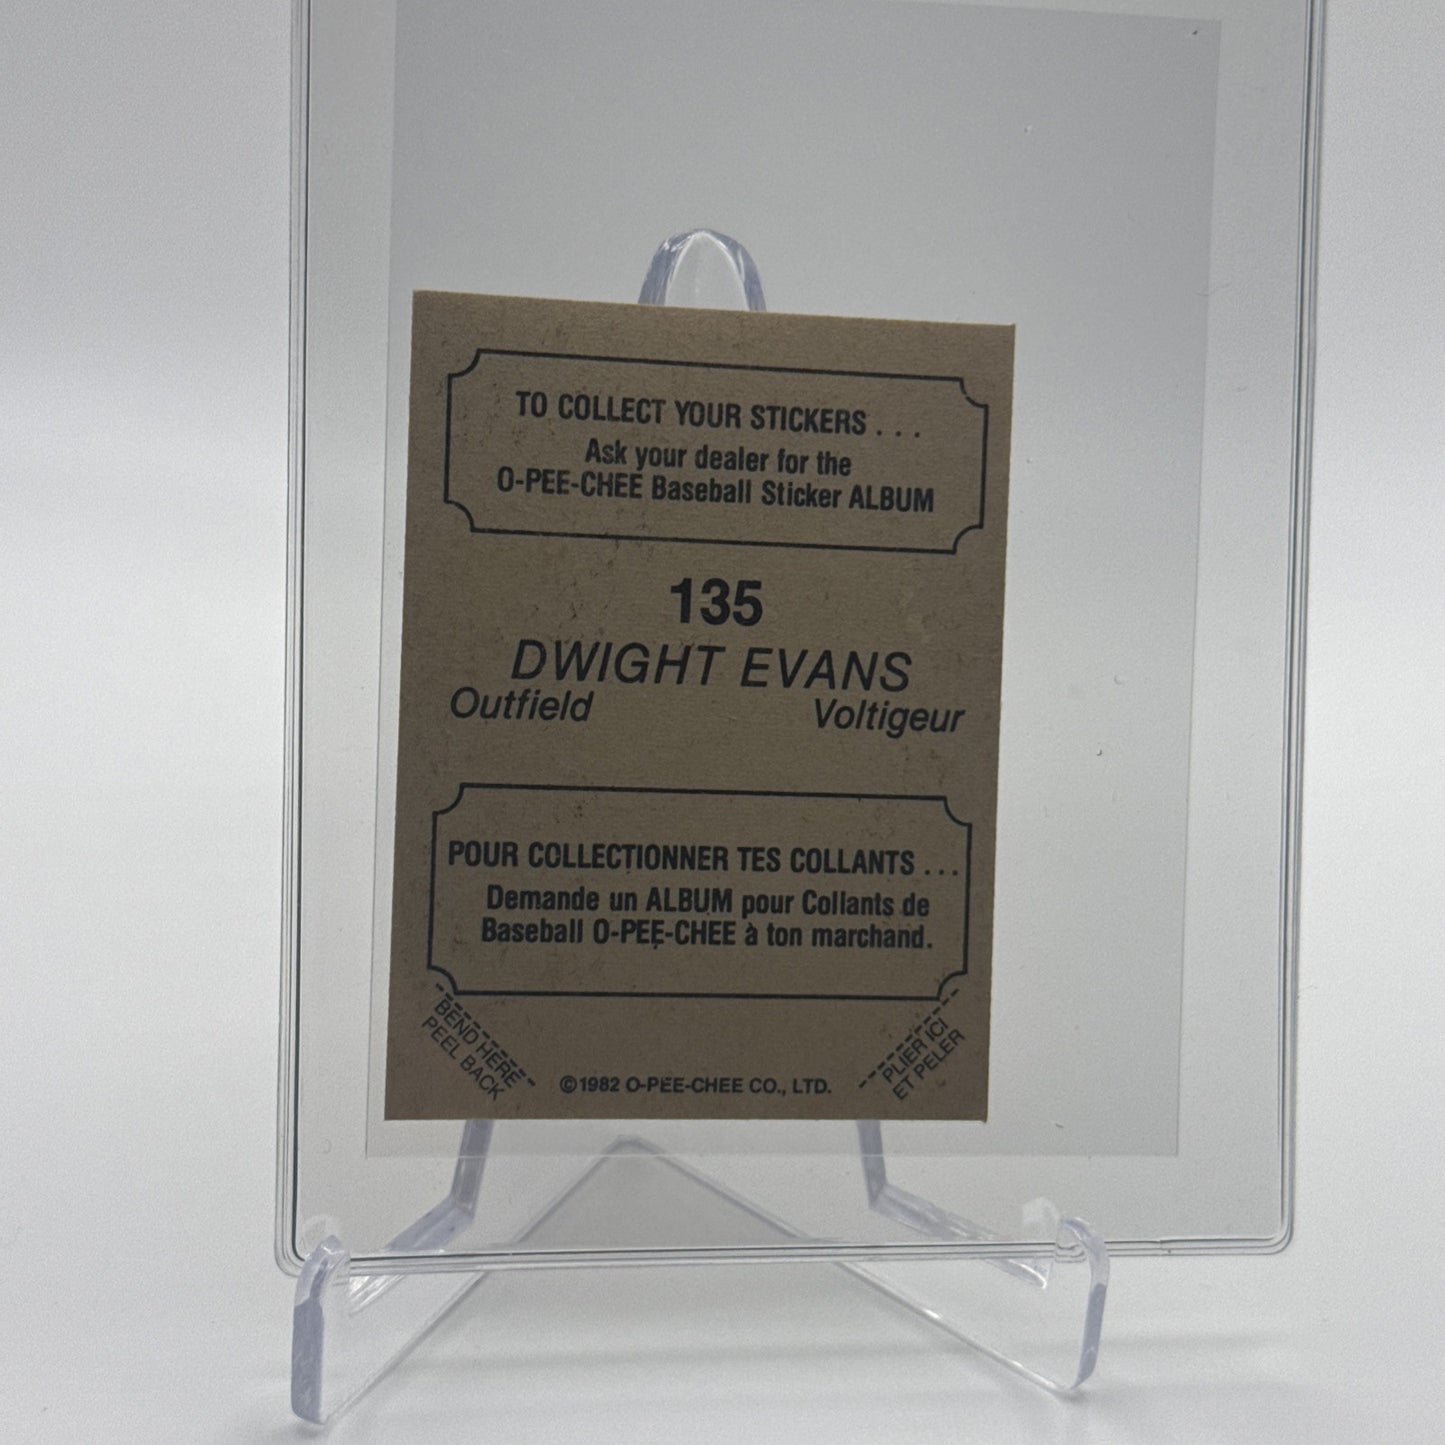 TO COLLECT YOUR STICKERS . . .
Ask your dealer for the
O-PEE-CHEE Baseball Sticker ALBUM
135
DWIGHT EVANS
Outfield Voltigeur
POUR COLLECTIONNER TES COLLANTS . . .
Demande un ALBUM pour Collants de
Baseball O-PEE-CHEE à ton marchand.
BEND HERE
PEEL BACK
©1982 O-PEE-CHEE CO., LTD.
PLIER ICI
ET PELER